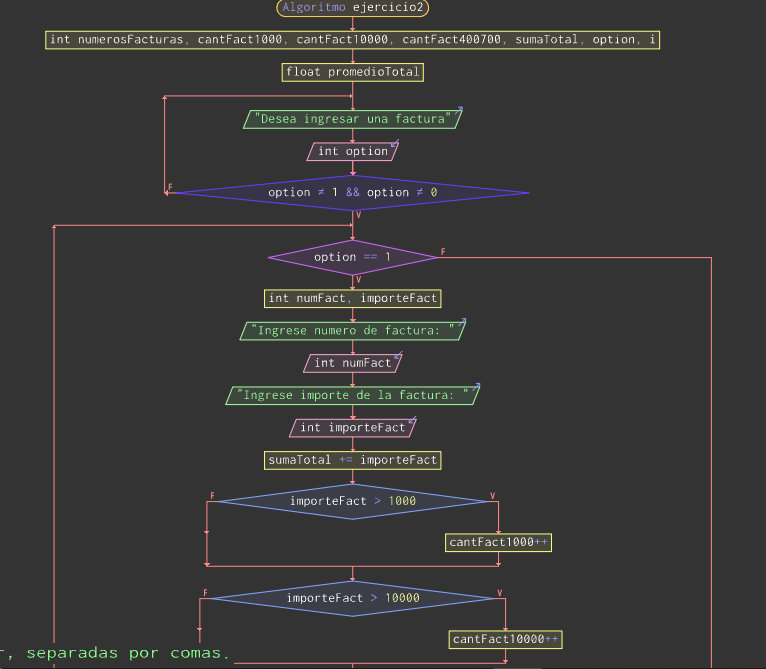 Algoritmo ejercicio2
int numerosFacturas, cantFact1000, cantFact10000, cantFact400700, sumaTotal, option, i
float promedioTotal
"Desea ingresar una factura"
int option
F
option ≠ 1 && option ≠ 0
V
option == 1
F
V
int numFact, importeFact
"Ingrese numero de factura: "
int numFact
"Ingrese importe de la factura: "
int importeFact
sumaTotal += importeFact
F
importeFact > 1000
V
cantFact1000++
F
importeFact > 10000
V
cantFact10000++
separadas por comas.